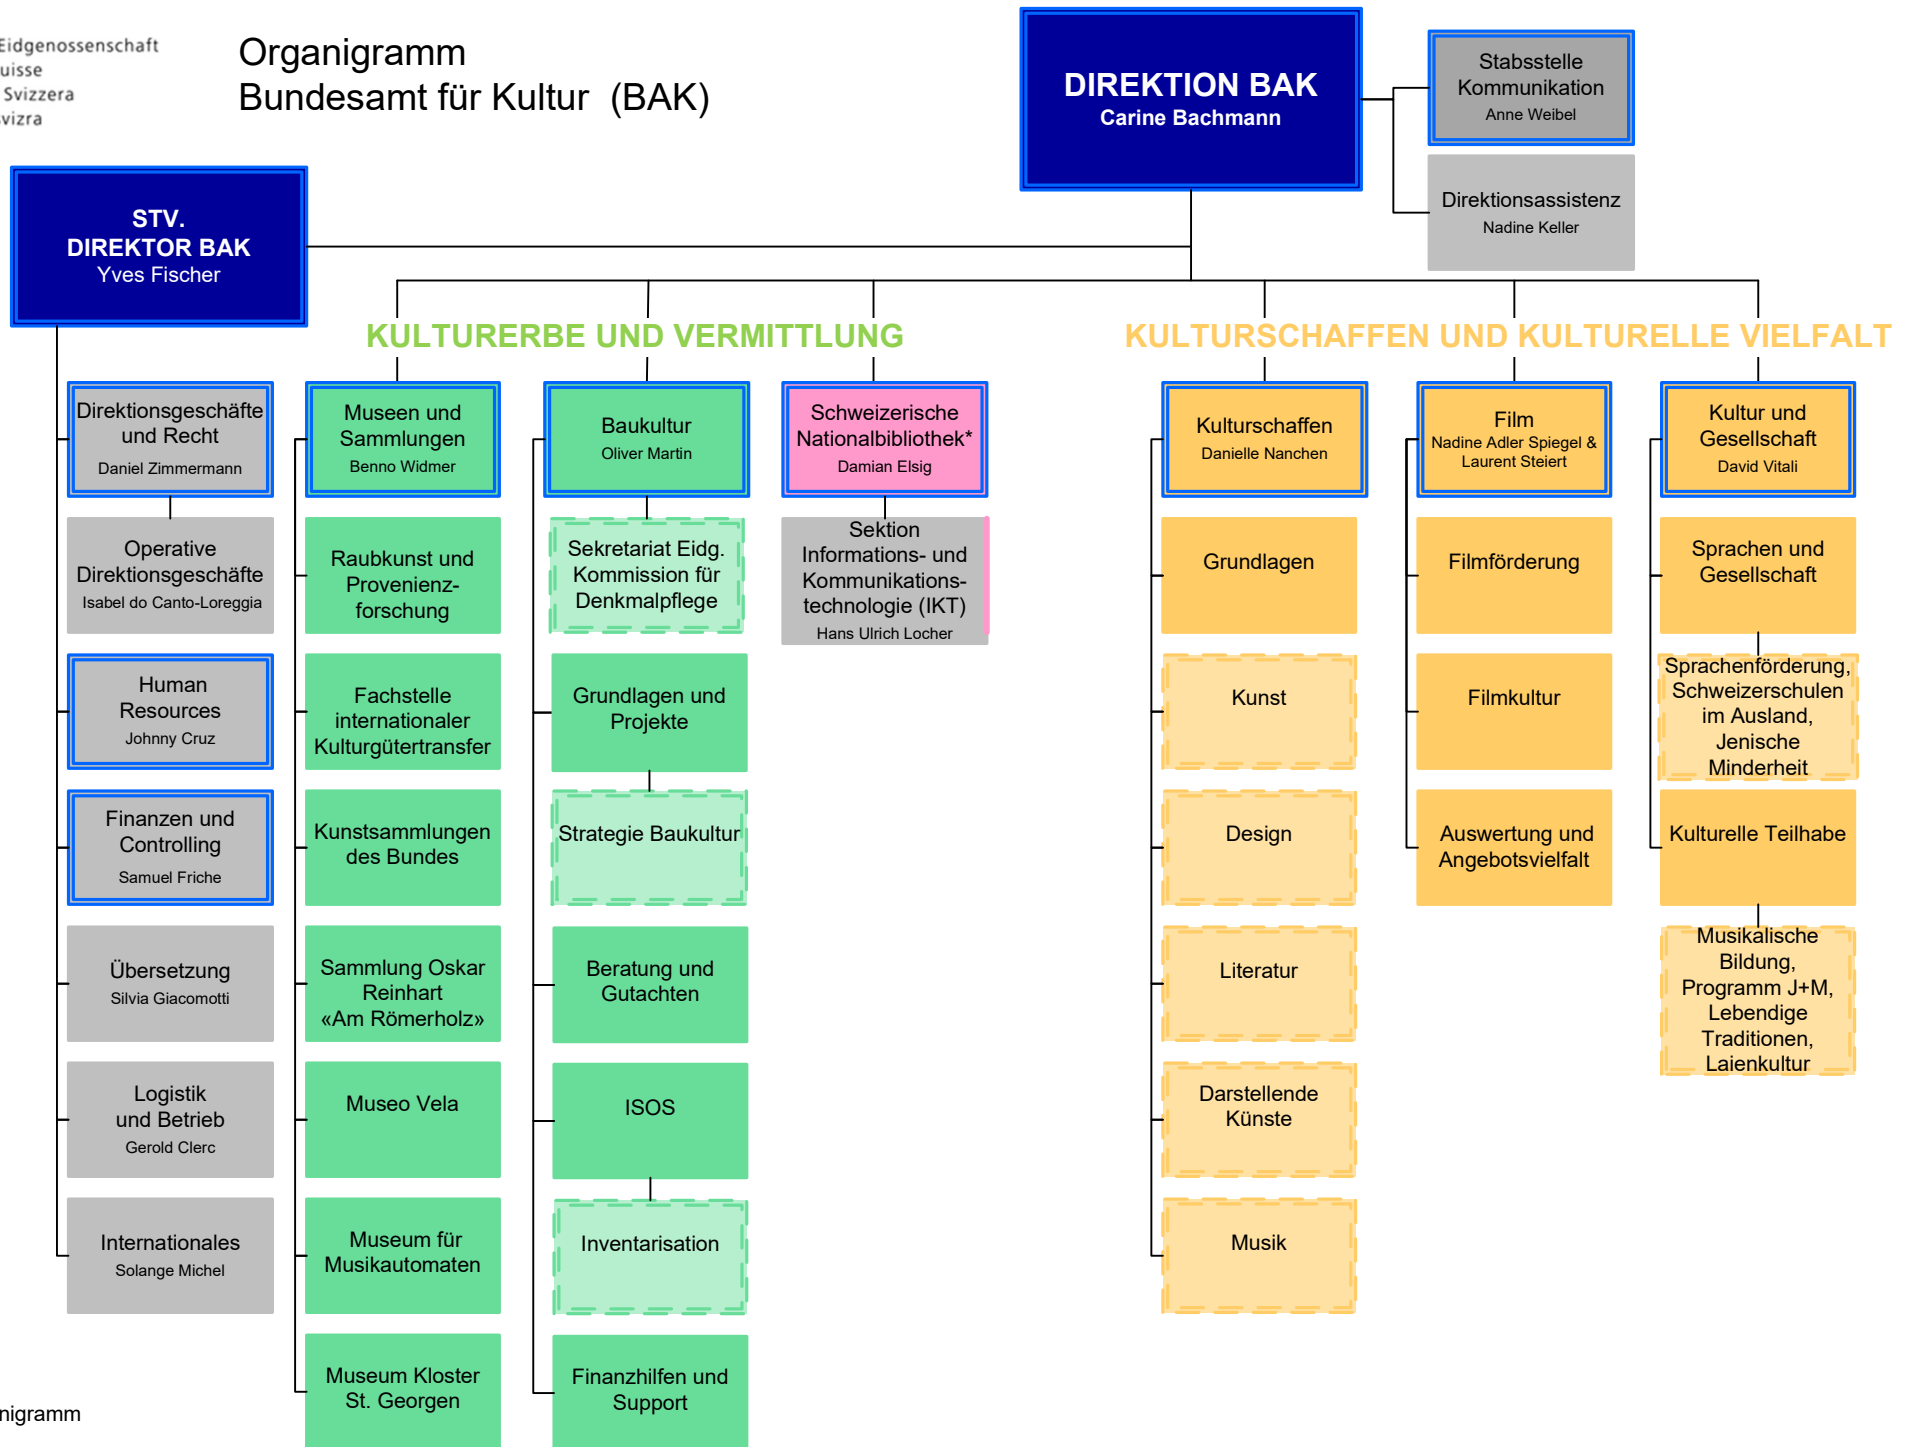 Eidgenossenschaft
uisse
Svizzera
vizra
Organigramm
Bundesamt für Kultur (BAK)
DIREKTION BAK
Carine Bachmann
Stabsstelle
Kommunikation
Anne Weibel
Direktionsassistenz
Nadine Keller
STV.
DIREKTOR BAK
Yves Fischer
KULTURERBE UND VERMITTLUNG
KULTURSCHAFFEN UND KULTURELLE VIELFALT
Direktionsgeschäfte
und Recht
Daniel Zimmermann
Operative
Direktionsgeschäfte
Isabel do Canto-Loreggia
Human
Resources
Johnny Cruz
Finanzen und
Controlling
Samuel Friche
Übersetzung
Silvia Giacomotti
Logistik
und Betrieb
Gerold Clerc
Internationales
Solange Michel
Museen und
Sammlungen
Benno Widmer
Raubkunst und
Provenienz-
forschung
Fachstelle
internationaler
Kulturgütertransfer
Kunstsammlungen
des Bundes
Sammlung Oskar
Reinhart
«Am Römerholz»
Museo Vela
Museum für
Musikautomaten
Museum Kloster
St. Georgen
Baukultur
Oliver Martin
Sekretariat Eidg.
Kommission für
Denkmalpflege
Grundlagen und
Projekte
Strategie Baukultur
Beratung und
Gutachten
ISOS
Inventarisation
Finanzhilfen und
Support
Schweizerische
Nationalbibliothek*
Damian Elsig
Sektion
Informations- und
Kommunikations-
technologie (IKT)
Hans Ulrich Locher
Kulturschaffen
Danielle Nanchen
Grundlagen
Kunst
Design
Literatur
Darstellende
Künste
Musik
Film
Nadine Adler Spiegel &
Laurent Steiert
Filmförderung
Filmkultur
Auswertung und
Angebotsvielfalt
Kultur und
Gesellschaft
David Vitali
Sprachen und
Gesellschaft
Sprachenförderung,
Schweizerschulen
im Ausland,
Jenische
Minderheit
Kulturelle Teilhabe
Musikalische
Bildung,
Programm J+M,
Lebendige
Traditionen,
Laienkultur
nigramm